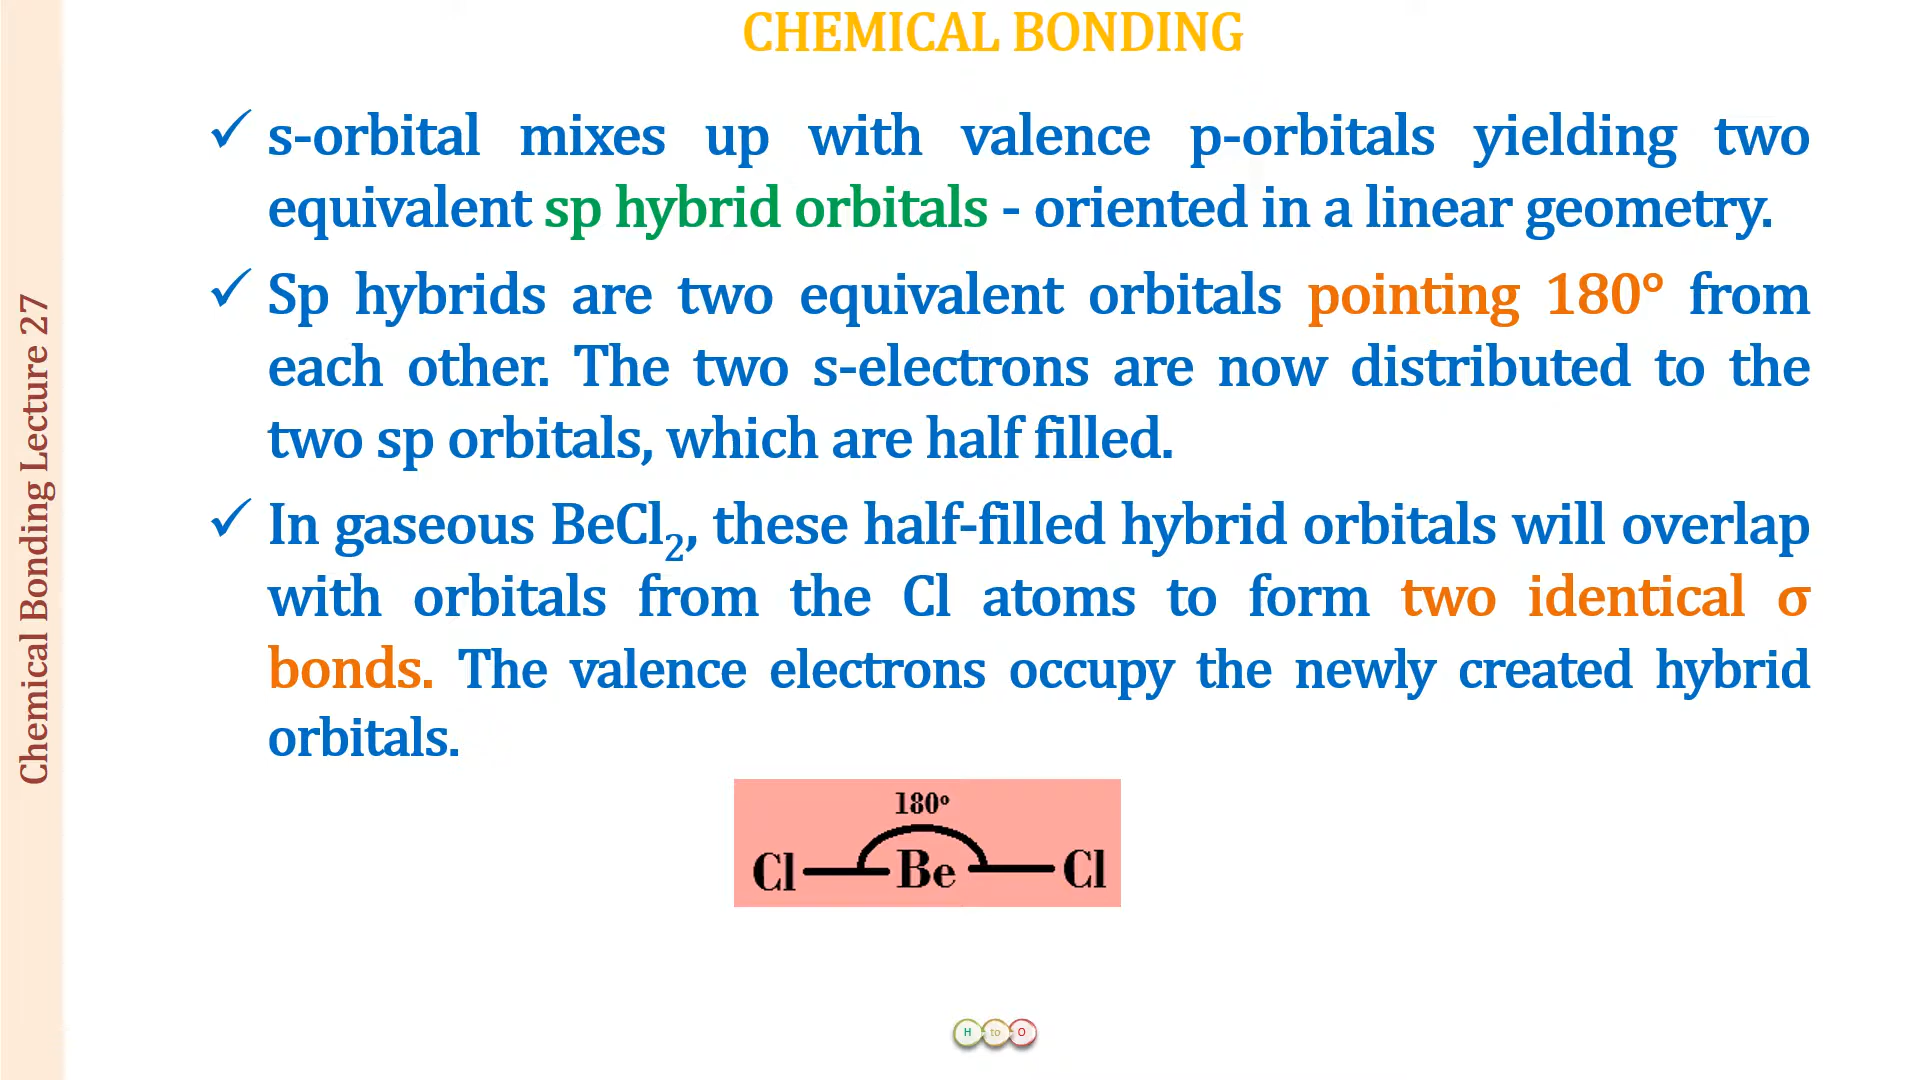 CHEMICAL BONDING
✓ s-orbital mixes up with valence p-orbitals yielding two
equivalent sp hybrid orbitals - oriented in a linear geometry.
✓ Sp hybrids are two equivalent orbitals pointing 180° from
each other. The two s-electrons are now distributed to the
two sp orbitals, which are half filled.
✓ In gaseous BeCl₂, these half-filled hybrid orbitals will overlap
with orbitals from the Cl atoms to form two identical σ
bonds. The valence electrons occupy the newly created hybrid
orbitals.
180°
Cl Be Cl
H to O
Chemical Bonding Lecture 27